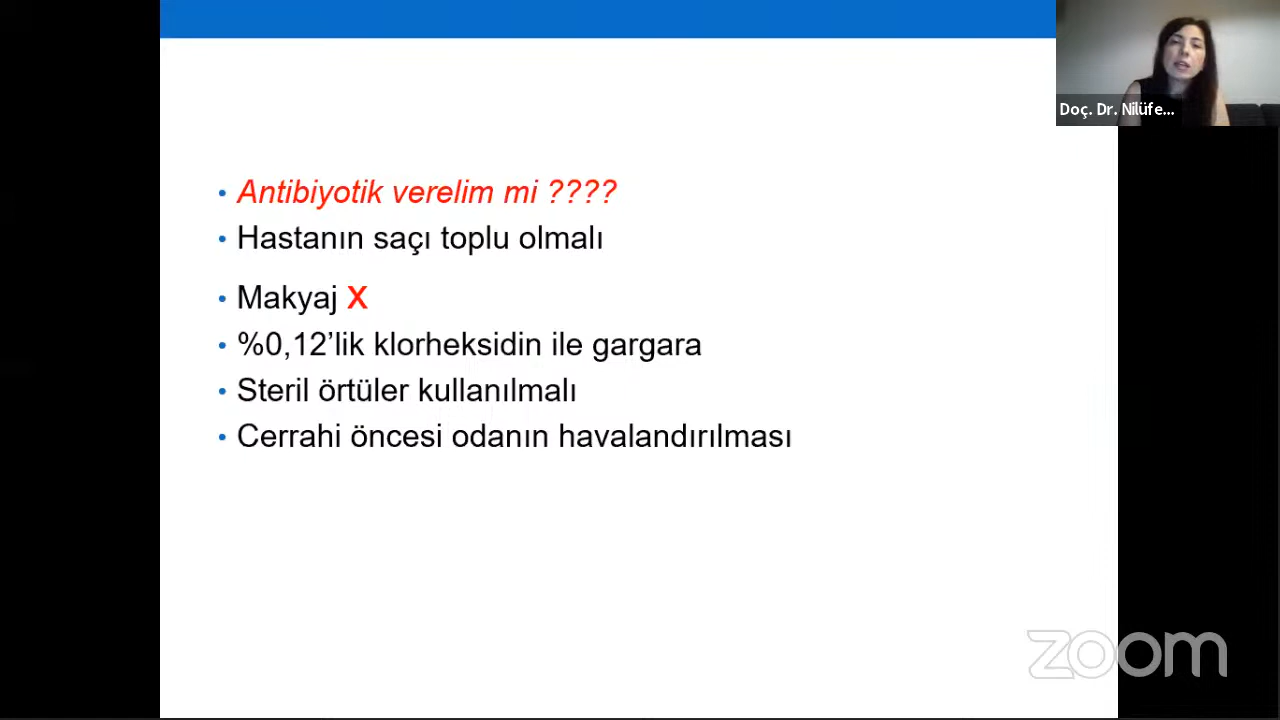 Doç. Dr. Nilüfe...
• Antibiyotik verelim mi ????
• Hastanın saçı toplu olmalı
• Makyaj X
• %0,12’lik klorheksidin ile gargara
• Steril örtüler kullanılmalı
• Cerrahi öncesi odanın havalandırılması
zoom